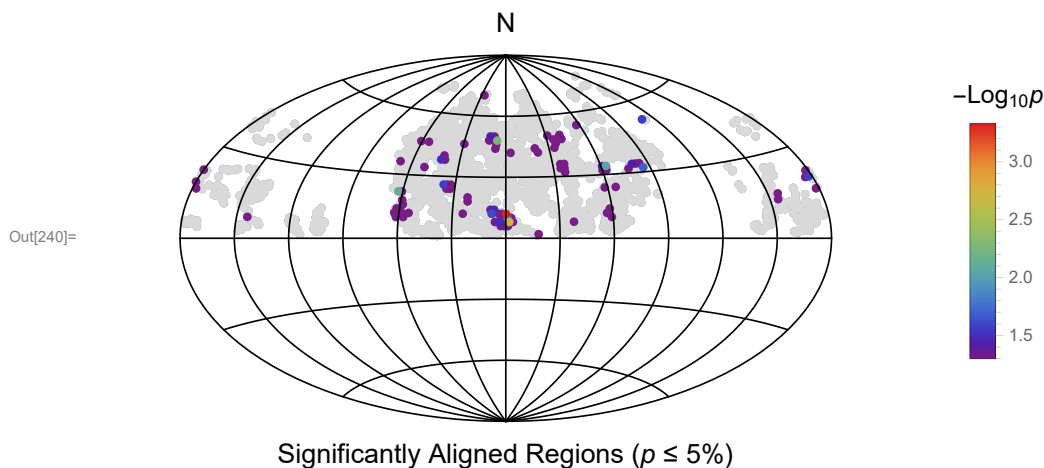 N
−Log₁₀p
3.0
2.5
Out[240]=
2.0
1.5
Significantly Aligned Regions (p ≤ 5%)